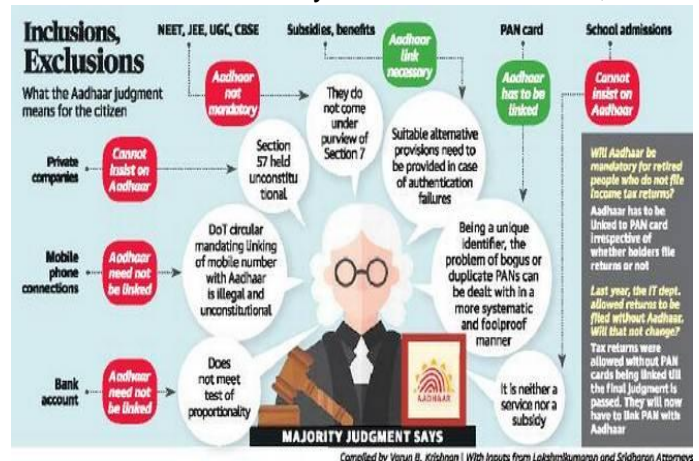 Inclusions,
Exclusions
What the Aadhaar judgment
means for the citizen
NEET, JEE, UGC, CBSE
Aadhaar
not
mandatory
They do
not come
under
purview of
Section 7
Subsidies, benefits
Aadhaar
link
necessary
Suitable alternative
provisions need to
be provided in case
of authentication
failures
PAN card
Aadhaar
has to be
linked
Being a unique
identifier, the
problem of bogus or
duplicate PANs can
be dealt with in a
more systematic
and foolproof
manner
School admissions
Cannot
insist on
Aadhaar
It is neither a
service nor a
subsidy
Private
companies
Cannot
insist on
Aadhaar
Section
57 held
unconstitu
tional
Mobile
phone
connections
Aadhaar
need not
be linked
DoT circular
mandating linking
of mobile number
with Aadhaar
is illegal and
unconstitutional
Bank
account
Aadhaar
need not
be linked
Does
not meet
test of
proportionality
AADHAAR
MAJORITY JUDGMENT SAYS
Will Aadhaar be
mandatory for retired
people who do not file
income tax returns?
Aadhaar has to be
linked to PAN card
irrespective of
whether holders file
returns or not
Last year, the IT dept.
allowed returns to be
filed without Aadhaar.
Will that not change?
Tax returns were
allowed without PAN
cards being linked till
the final judgment is
passed. They will now
have to link PAN with
Aadhaar
Compiled by Varun B. Krishnan | With inputs from Lakshmikumaran and Sridharan Attorneys